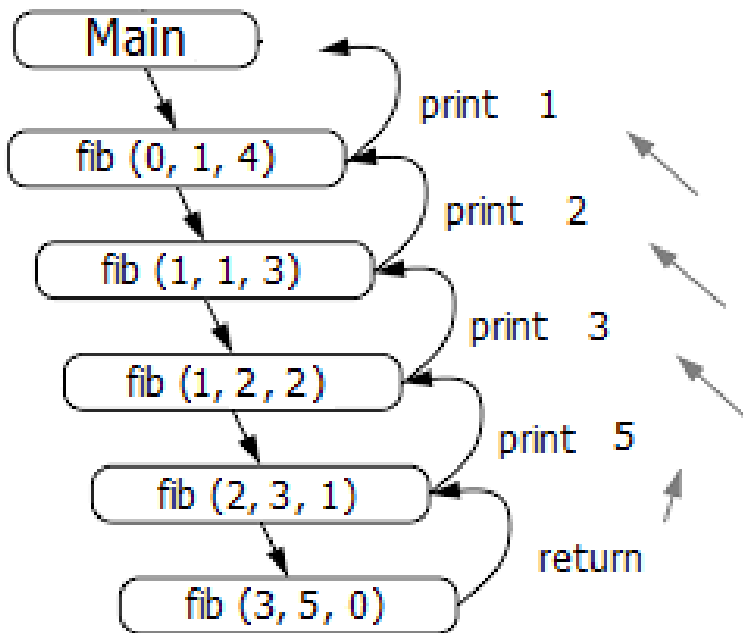 Main
print 1
fib (0, 1, 4)
print 2
fib (1, 1, 3)
print 3
fib (1, 2, 2)
print 5
fib (2, 3, 1)
return
fib (3, 5, 0)